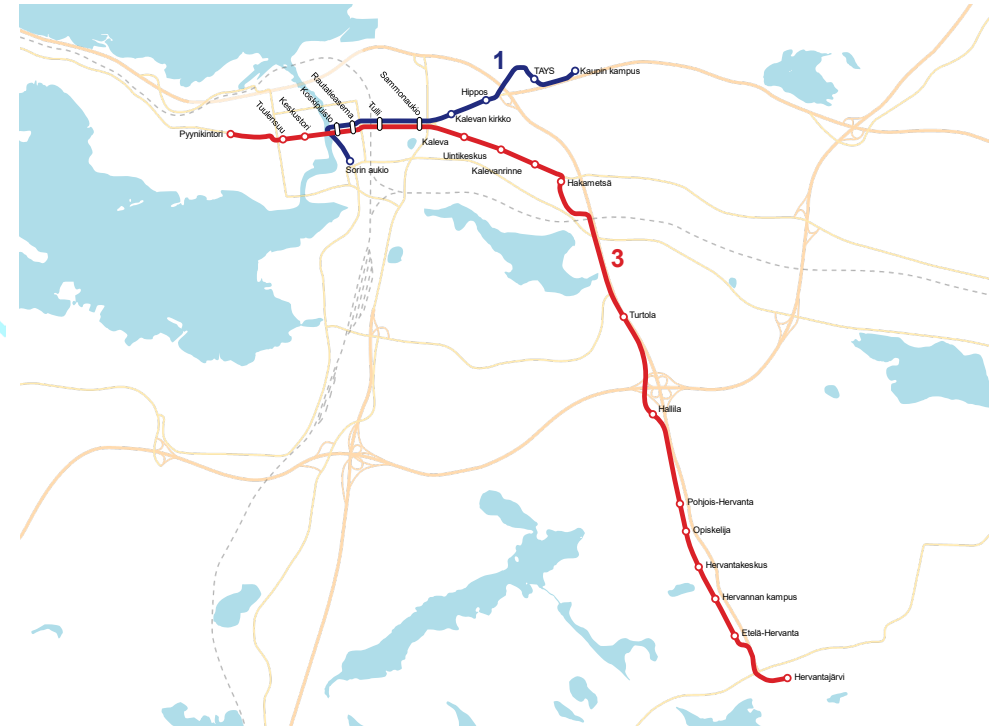 1
TAYS
Kaupin kampus
Hippos
Sammonaukio
Kalevan kirkko
Tulli
Rautatieasema
Koskipuisto
Keskustori
Tuulensuu
Pyynikintori
Sorin aukio
Kaleva
Uintikeskus
Kalevanrinne
Hakametsä
3
Turtola
Hallila
Pohjois-Hervanta
Opiskelija
Hervantakeskus
Hervannan kampus
Etelä-Hervanta
Hervantajärvi